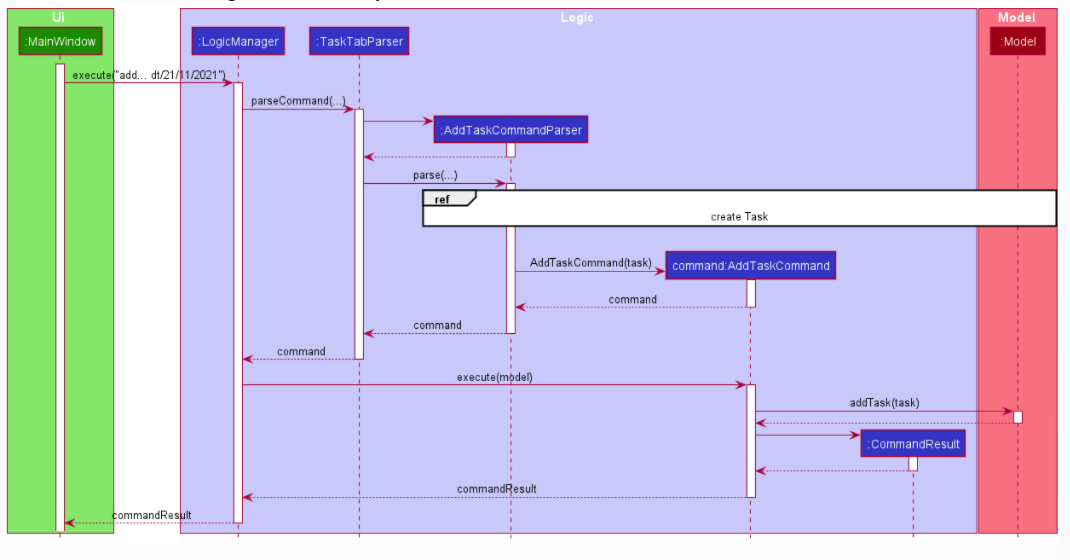 Ui
Logic
Model
:MainWindow
:LogicManager
:TaskTabParser
:Model
execute("add... dt/21/11/2021")
parseCommand(...)
:AddTaskCommandParser
parse(...)
ref
create Task
AddTaskCommand(task)
command:AddTaskCommand
command
command
command
execute(model)
addTask(task)
:CommandResult
commandResult
commandResult